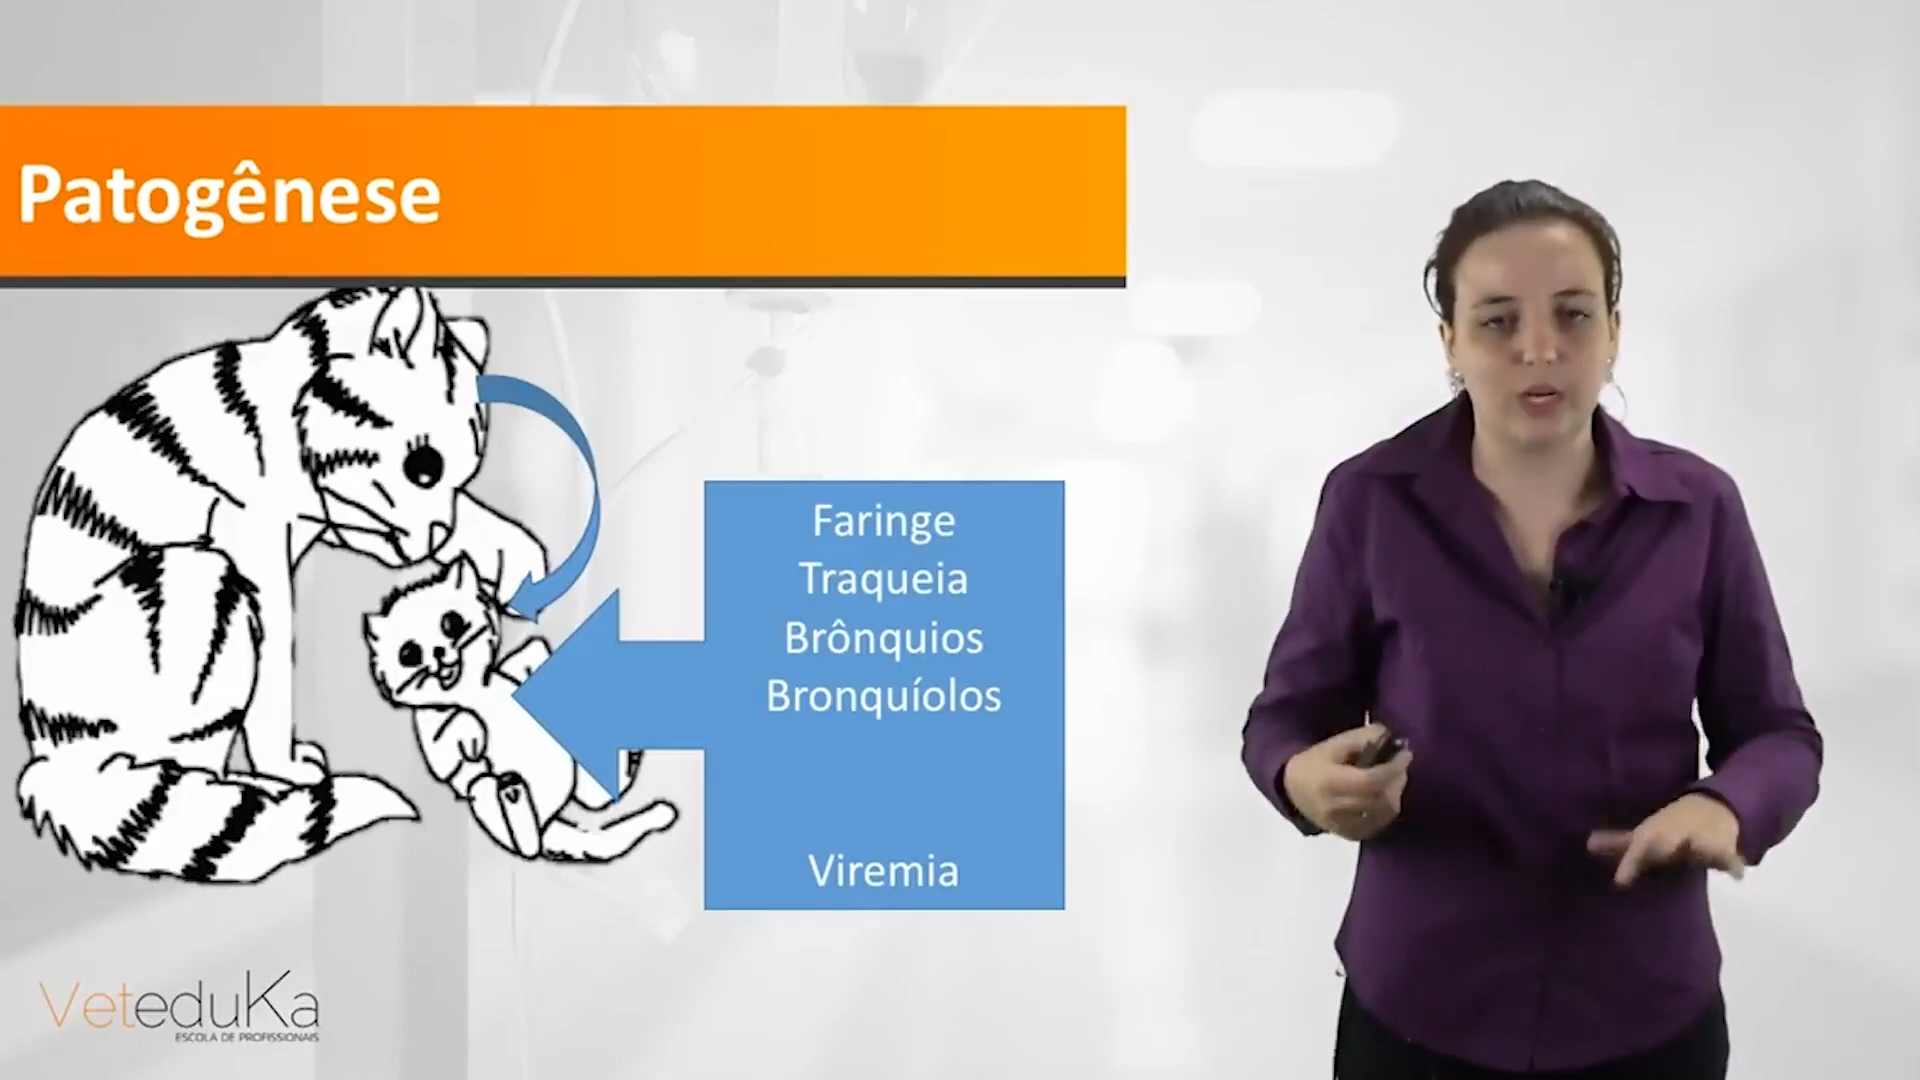 Patogênese
Faringe
Traqueia
Brônquios
Bronquíolos
Viremia
VeteduKa
ESCOLA DE PROFISSIONAIS